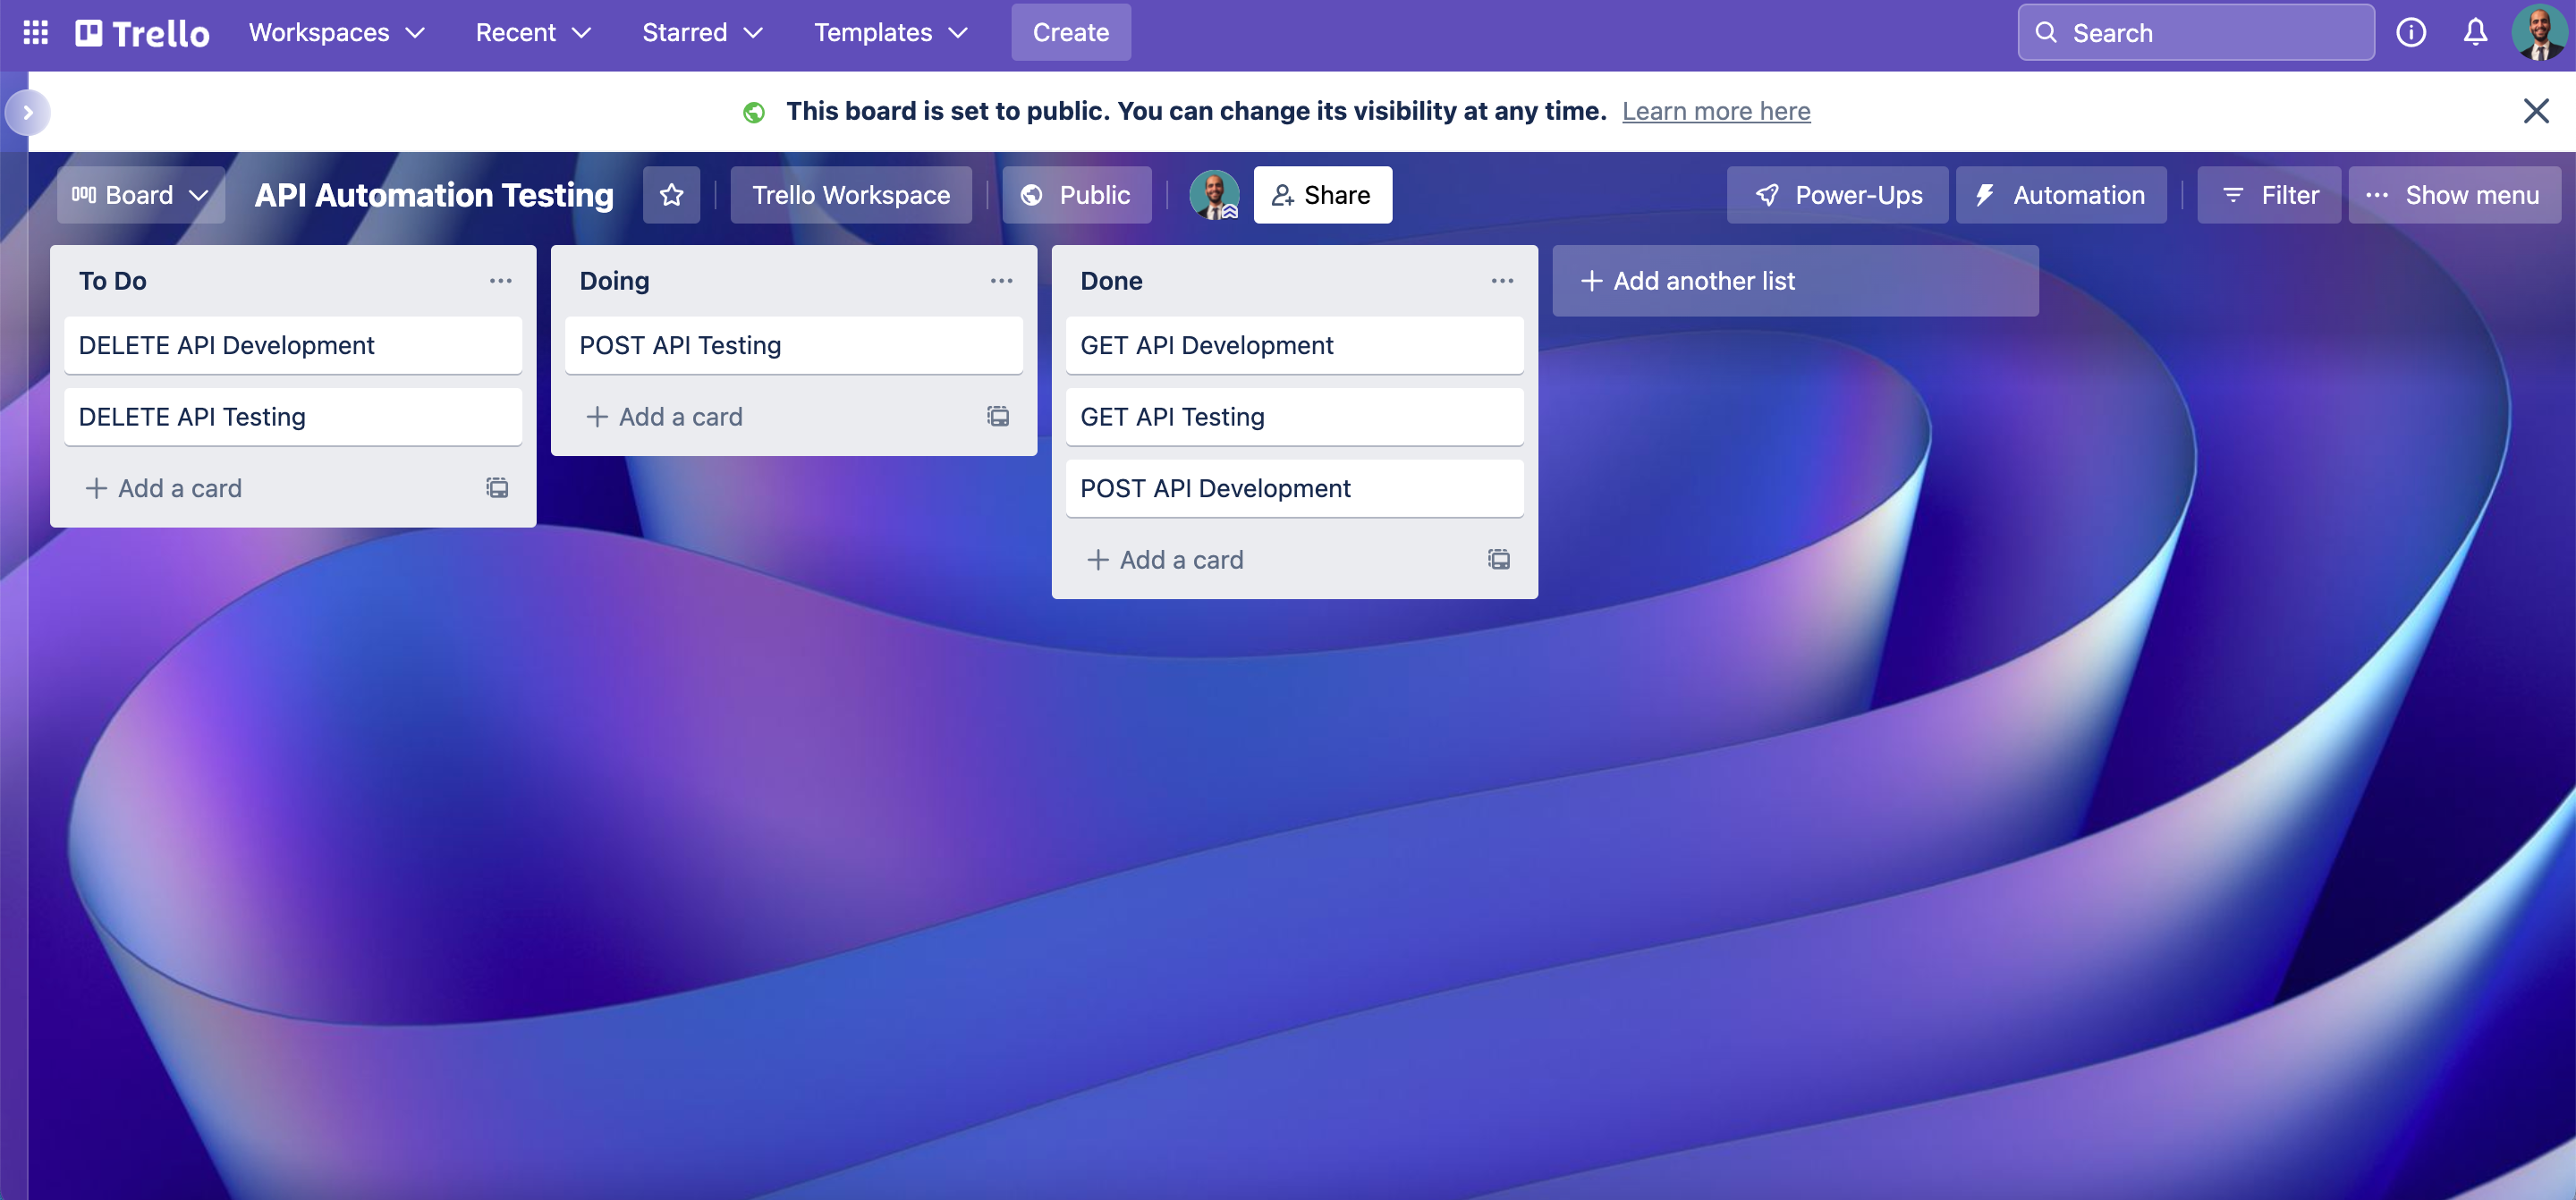 Trello Workspaces Recent Starred Templates Create Search
This board is set to public. You can change its visibility at any time. Learn more here
Board API Automation Testing Trello Workspace Public Share Power-Ups Automation Filter Show menu
To Do
DELETE API Development
DELETE API Testing
Add a card
Doing
POST API Testing
Add a card
Done
GET API Development
GET API Testing
POST API Development
Add a card
Add another list